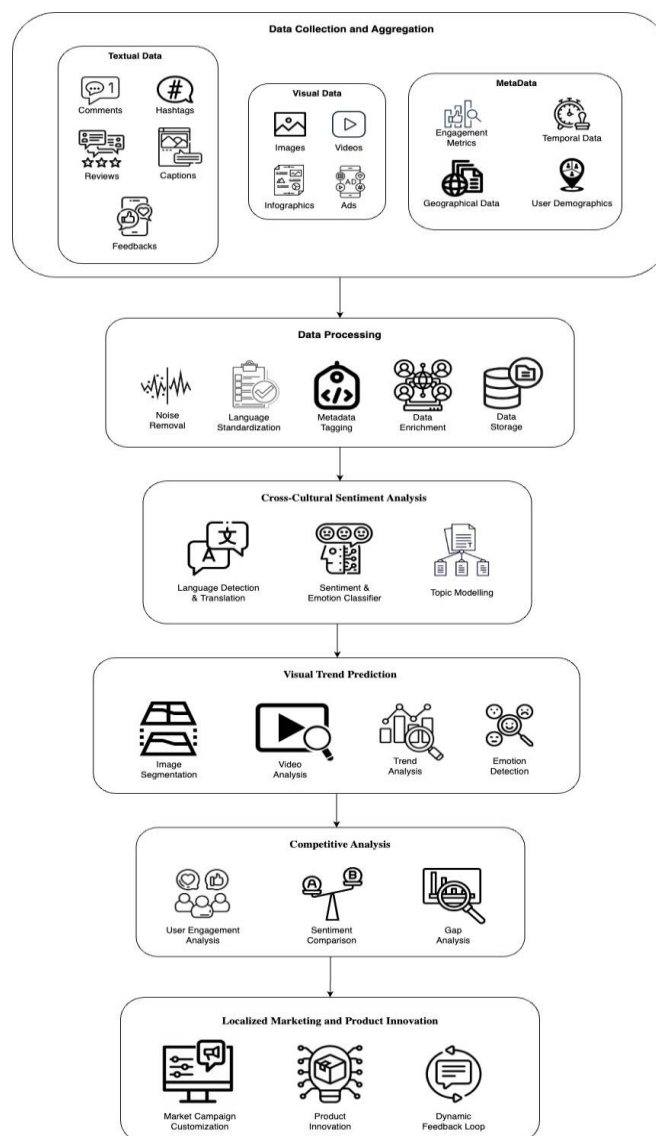 Data Collection and Aggregation
Textual Data
1
Comments
#
Hashtags
Reviews
Captions
Feedbacks
Visual Data
Images
Videos
Infographics
AD
Ads
MetaData
Engagement
Metrics
Temporal Data
Geographical Data
User Demographics
Data Processing
Noise
Removal
Language
Standardization
</>
Metadata
Tagging
Data
Enrichment
Data
Storage
Cross-Cultural Sentiment Analysis
A
文
Language Detection
& Translation
Sentiment &
Emotion Classifier
T
Topic Modelling
Visual Trend Prediction
Image
Segmentation
Video
Analysis
Trend
Analysis
Emotion
Detection
Competitive Analysis
User Engagement
Analysis
A
B
Sentiment
Comparison
Gap
Analysis
Localized Marketing and Product Innovation
Market Campaign
Customization
Product
Innovation
Dynamic
Feedback Loop